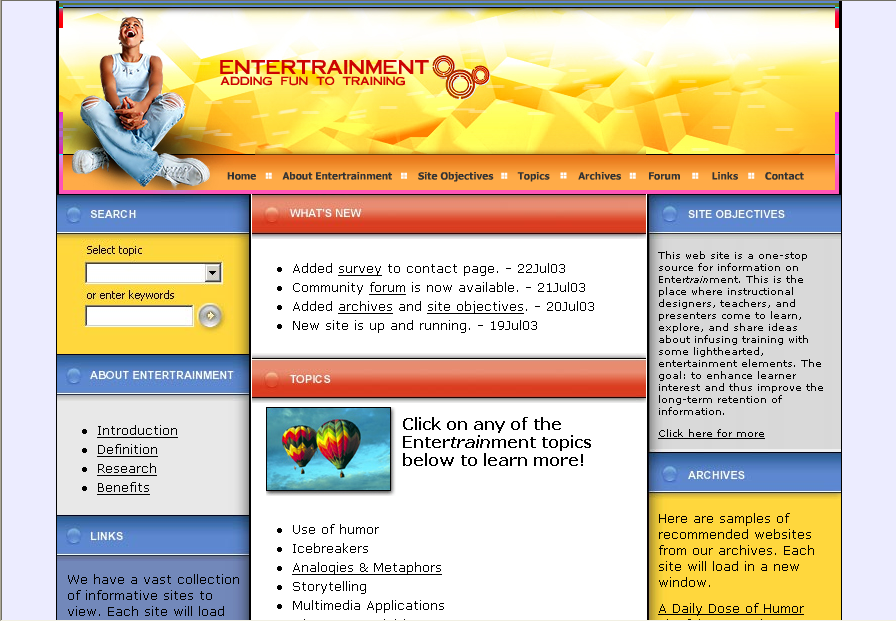 ENTERTRAINMENT
ADDING FUN TO TRAINING
Home
About Entertrainment
Site Objectives
Topics
Archives
Forum
Links
Contact
SEARCH
Select topic
or enter keywords
ABOUT ENTERTRAINMENT
• Introduction
• Definition
• Research
• Benefits
LINKS
We have a vast collection
of informative sites to
view. Each site will load
WHAT'S NEW
• Added survey to contact page. - 22Jul03
• Community forum is now available. - 21Jul03
• Added archives and site objectives. - 20Jul03
• New site is up and running. - 19Jul03
TOPICS
Click on any of the
Entertrainment topics
below to learn more!
• Use of humor
• Icebreakers
• Analogies & Metaphors
• Storytelling
• Multimedia Applications
SITE OBJECTIVES
This web site is a one-stop
source for information on
Entertrainment. This is the
place where instructional
designers, teachers, and
presenters come to learn,
explore, and share ideas
about infusing training with
some lighthearted,
entertainment elements. The
goal: to enhance learner
interest and thus improve the
long-term retention of
information.
Click here for more
ARCHIVES
Here are samples of
recommended websites
from our archives. Each
site will load in a new
window.
A Daily Dose of Humor